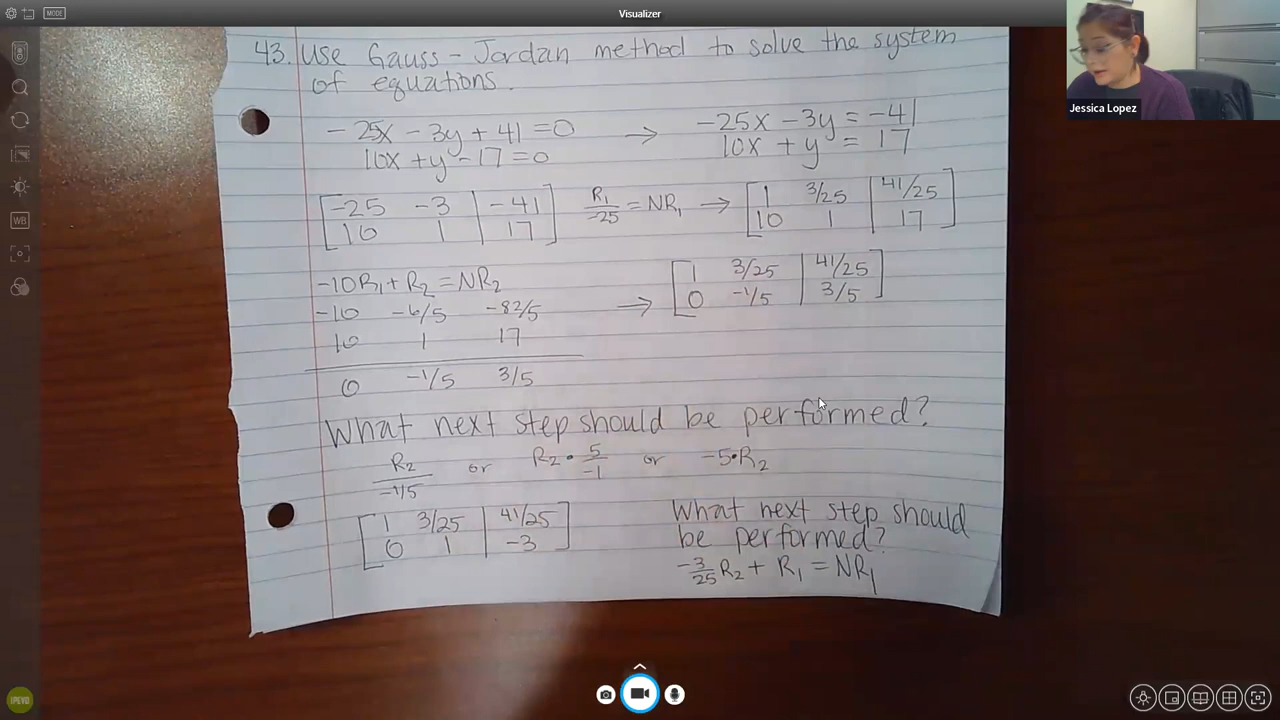 MODE
Visualizer
Jessica Lopez
43. Use Gauss-Jordan method to solve the system
of equations.
-25x - 3y + 41 = 0 → -25x - 3y = -41
10x + y - 17 = 0 10x + y = 17
[-25 -3 | -41] R₁/-25 = NR₁ → [1 3/25 | 41/25]
[10 1 | 17] [10 1 | 17]
-10R₁ + R₂ = NR₂ → [1 3/25 | 41/25]
-10 -6/5 -82/5 [0 -1/5 | 3/5]
10 1 17
0 -1/5 3/5
What next step should be performed?
R₂/-1/5 or R₂ • 5/-1 or -5•R₂
[1 3/25 | 41/25]
[0 1 | -3]
What next step should
be performed?
-3/25 R₂ + R₁ = NR₁
WB
IPEVO